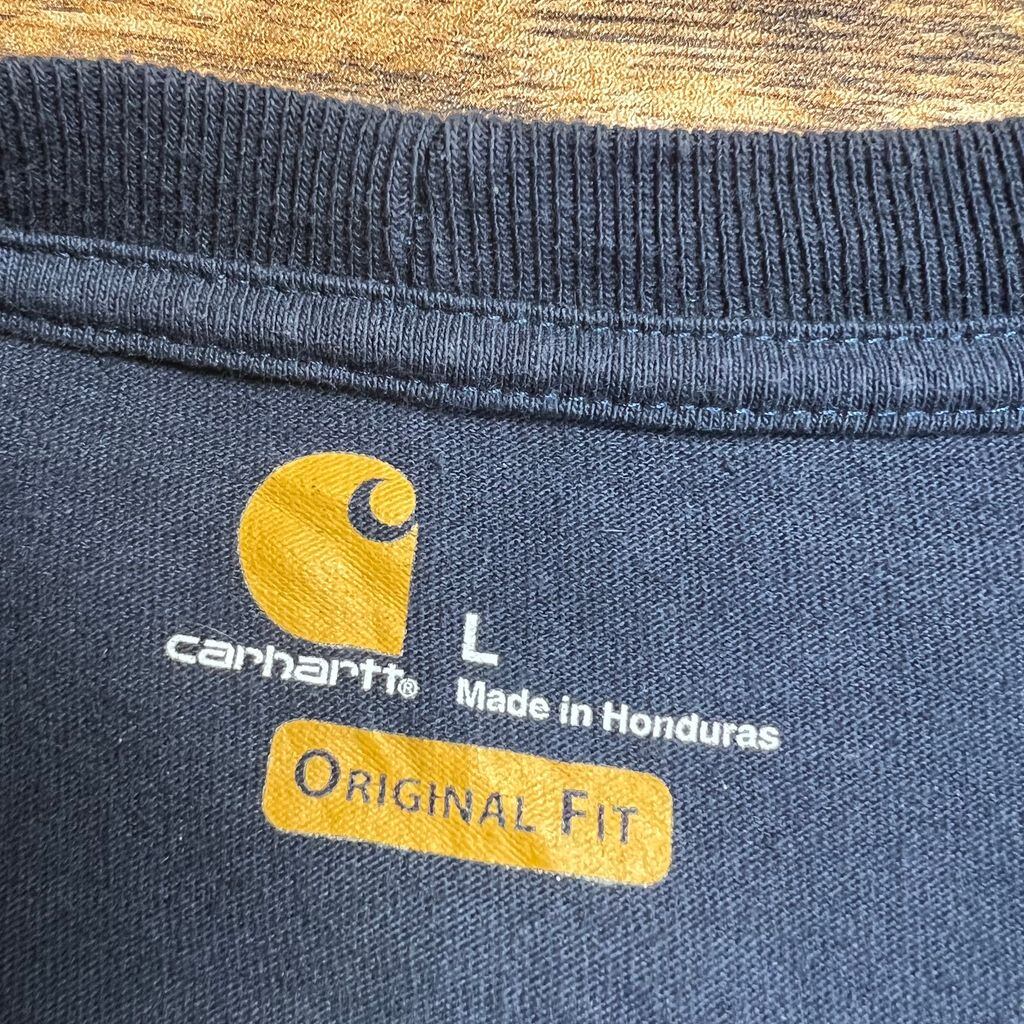 carhartt®
L
Made in Honduras
ORIGINAL FIT